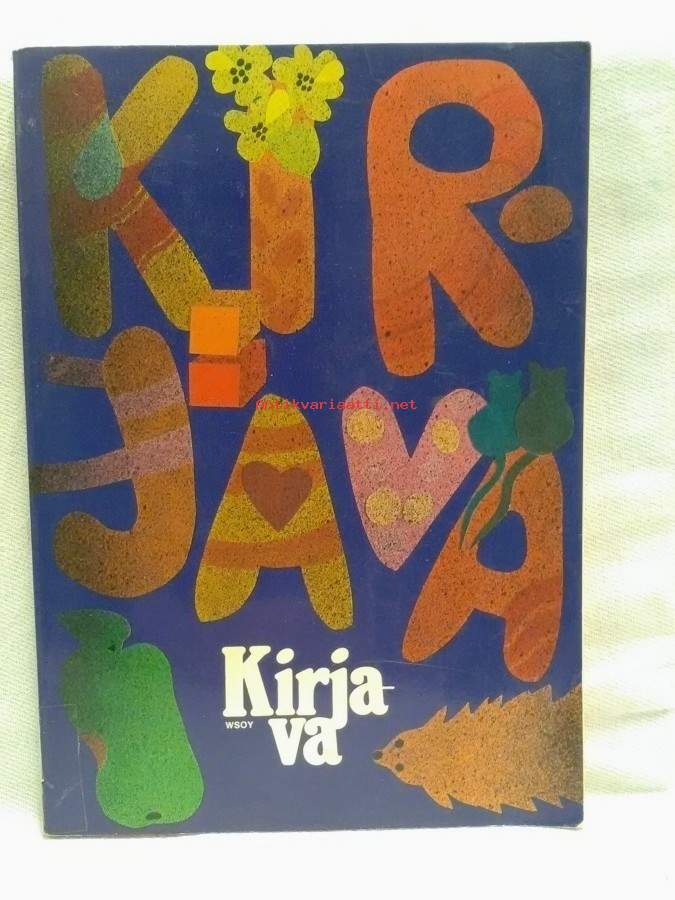 KIR-
JAVA
Antikvariaatti.net
Kirja-
va
WSOY